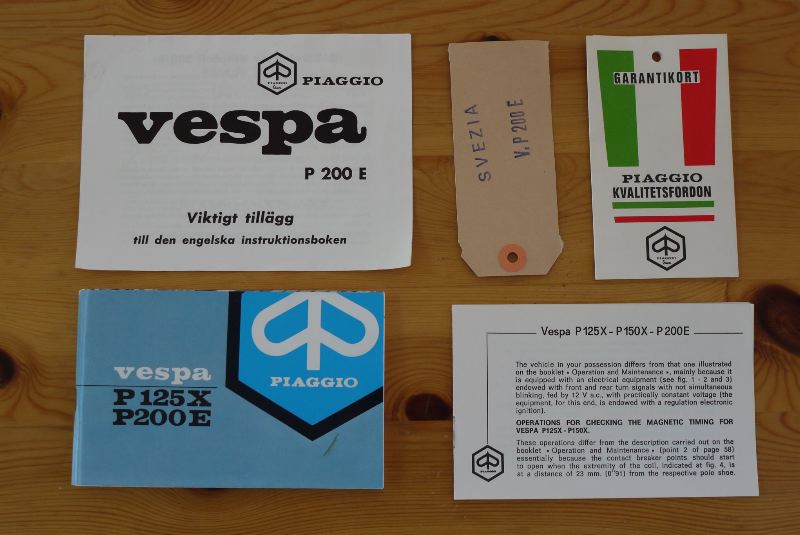 PIAGGIO
vespa
P 200 E
Viktigt tillägg
till den engelska instruktionsboken
SVEZIA
V. P 200 E
GARANTIKORT
PIAGGIO
KVALITETSFORDON
vespa
P 125X
P200E
PIAGGIO
Vespa P125X - P150X - P200E
The vehicle in your possession differs from that one illustrated
on the booklet « Operation and Maintenance », mainly because it
is equipped with an electrical equipment (see fig. 1 - 2 and 3)
endowed with front and rear turn signals with not simultaneous
blinking, fed by 12 V a.c., with practically constant voltage (the
equipment, for this end, is endowed with a regulation electronic
ignition).
OPERATIONS FOR CHECKING THE MAGNETIC TIMING FOR
VESPA P125X - P150X.
These operations differ from the description carried out on the
booklet « Operation and Maintenance » (point 2 of page 58)
essentially because the contact breaker points should start
to open when the extremity of the coil, indicated at fig. 4, is
at a distance of 23 mm. (0"91) from the respective pole shoe.
PIAGGIO